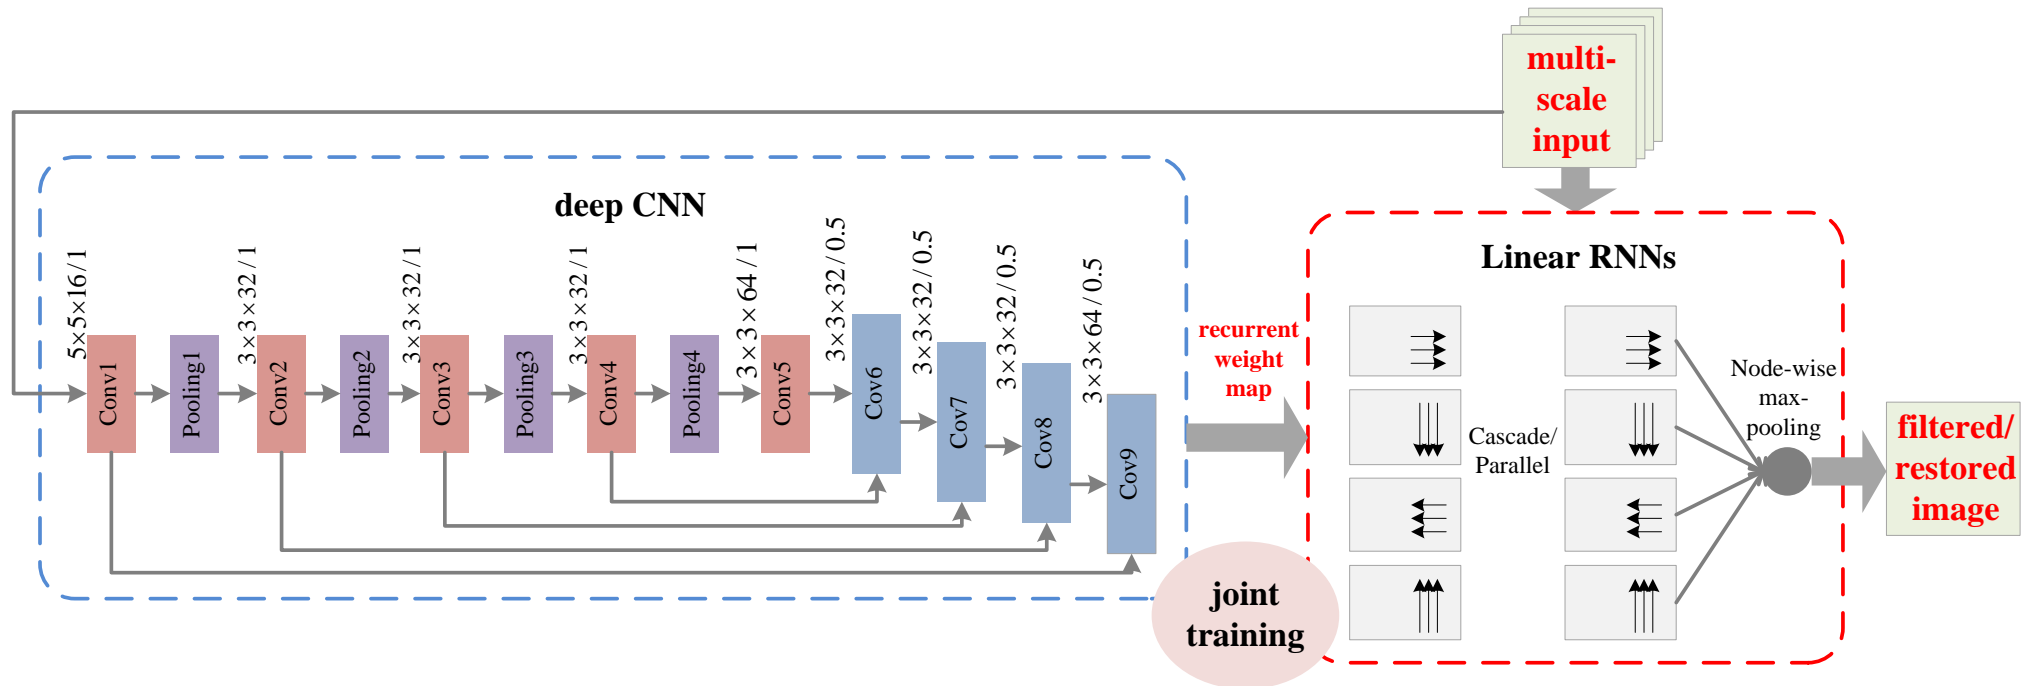 multi-
scale
input
deep CNN
5×5×16/1
3×3×32/1
3×3×32/1
3×3×32/1
3×3×64/1
3×3×32/0.5
3×3×32/0.5
3×3×32/0.5
3×3×64/0.5
Conv1
Pooling1
Conv2
Pooling2
Conv3
Pooling3
Conv4
Pooling4
Conv5
Cov6
Cov7
Cov8
Cov9
recurrent
weight
map
joint
training
Linear RNNs
Cascade/
Parallel
Node-wise
max-
pooling
filtered/
restored
image